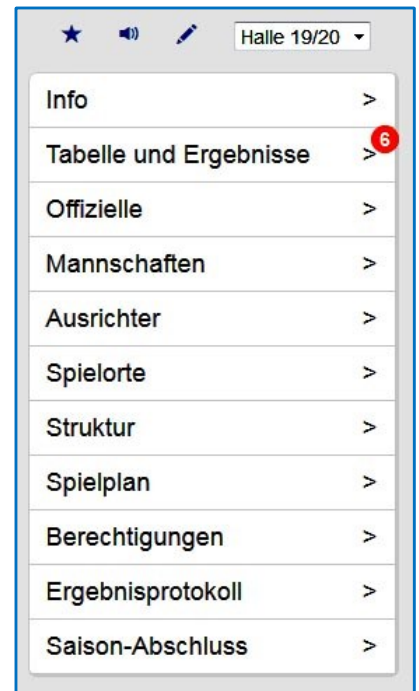 Halle 19/20
Info >
Tabelle und Ergebnisse > 6
Offizielle >
Mannschaften >
Ausrichter >
Spielorte >
Struktur >
Spielplan >
Berechtigungen >
Ergebnisprotokoll >
Saison-Abschluss >